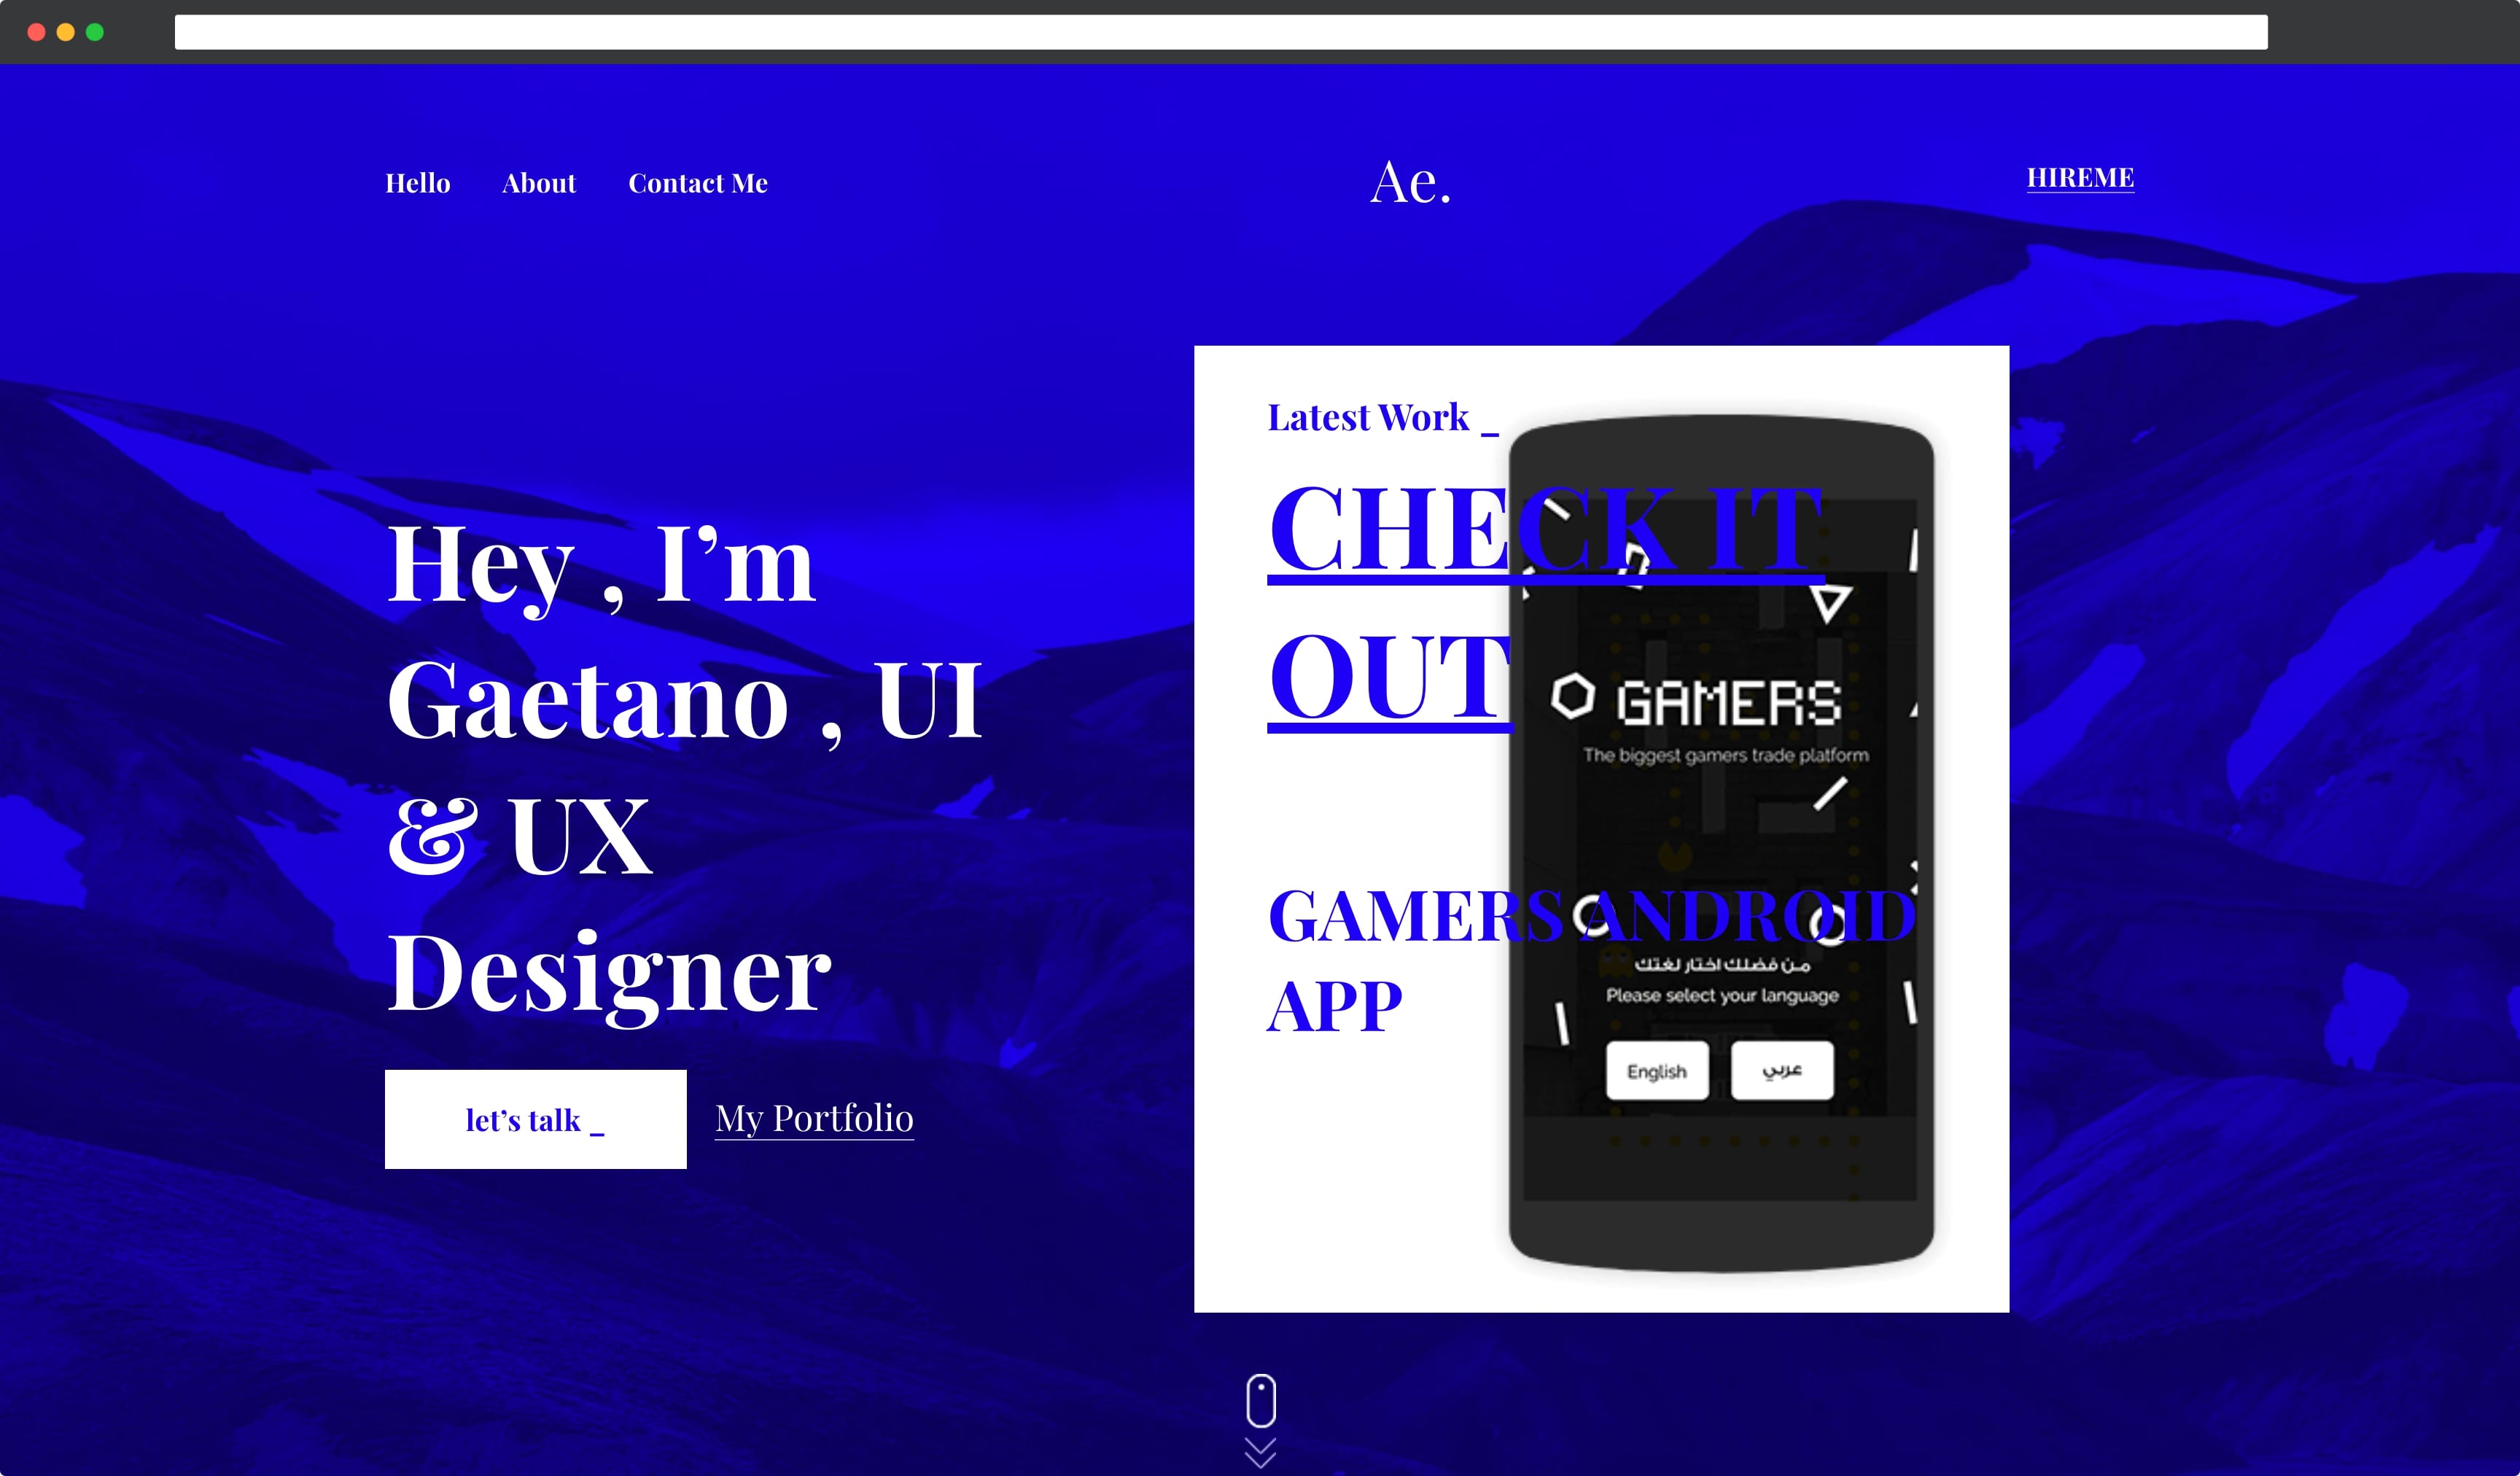 Hello About Contact Me Ae. HIREME
Hey , I’m
Gaetano , UI
& UX
Designer
let’s talk _ My Portfolio
Latest Work _
CHECK IT
OUT
GAMERS ANDROID
APP
GAMERS
The biggest gamers trade platform
من فضلك اختار لغتك
Please select your language
English عربي